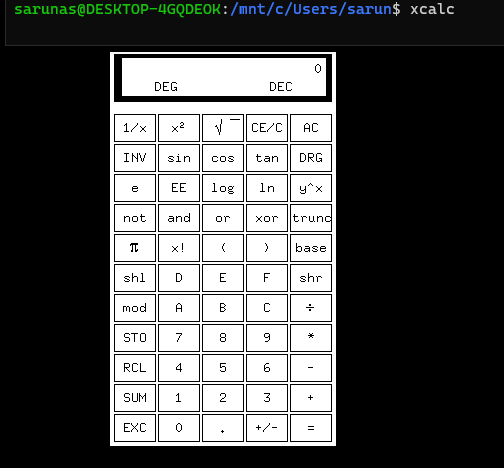 sarunas@DESKTOP-4GQDEOK:/mnt/c/Users/sarun$ xcalc
0
DEG DEC
1/x x² √‾ CE/C AC
INV sin cos tan DRG
e EE log ln y^x
not and or xor trunc
π x! ( ) base
shl D E F shr
mod A B C ÷
STO 7 8 9 *
RCL 4 5 6 -
SUM 1 2 3 +
EXC 0 . +/- =